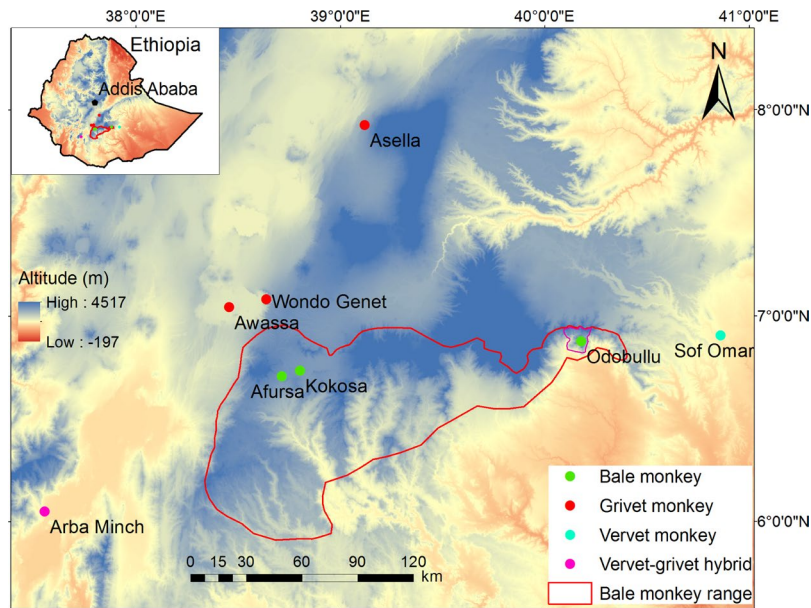 38°0'0"E
39°0'0"E
40°0'0"E
41°0'0"E
Ethiopia
Addis Ababa
N
8°0'0"N
Asella
Altitude (m)
High : 4517
Low : -197
Wondo Genet
Awassa
7°0'0"N
Odobullu
Sof Omar
Afursa
Kokosa
Arba Minch
6°0'0"N
Bale monkey
Grivet monkey
Vervet monkey
Vervet-grivet hybrid
Bale monkey range
0 15 30 60 90 120
km